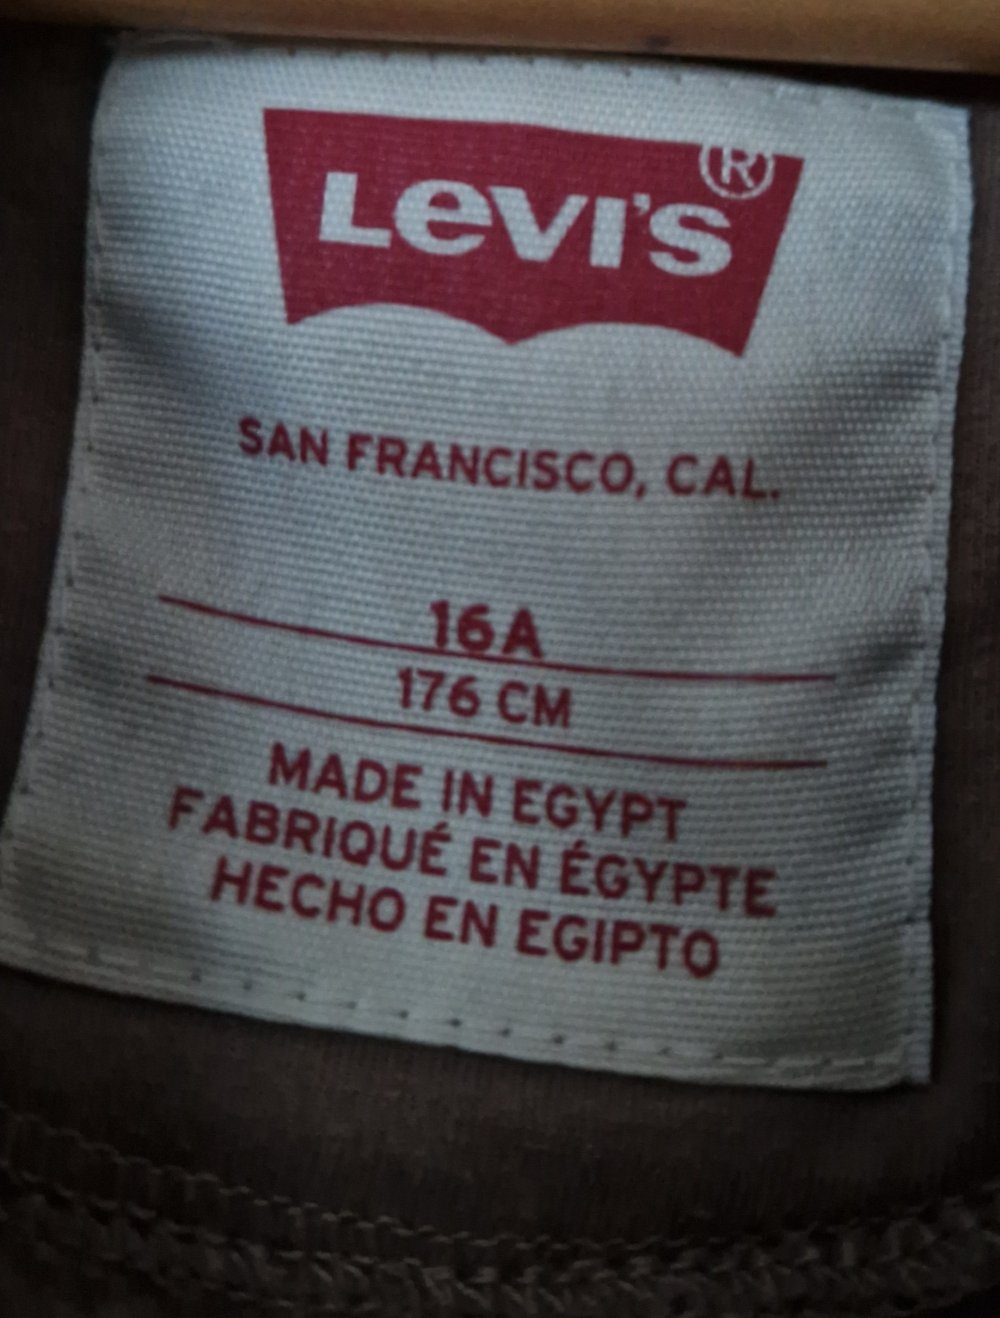 LEVI'S ®
SAN FRANCISCO, CAL.
16A
176 CM
MADE IN EGYPT
FABRIQUÉ EN ÉGYPTE
HECHO EN EGIPTO